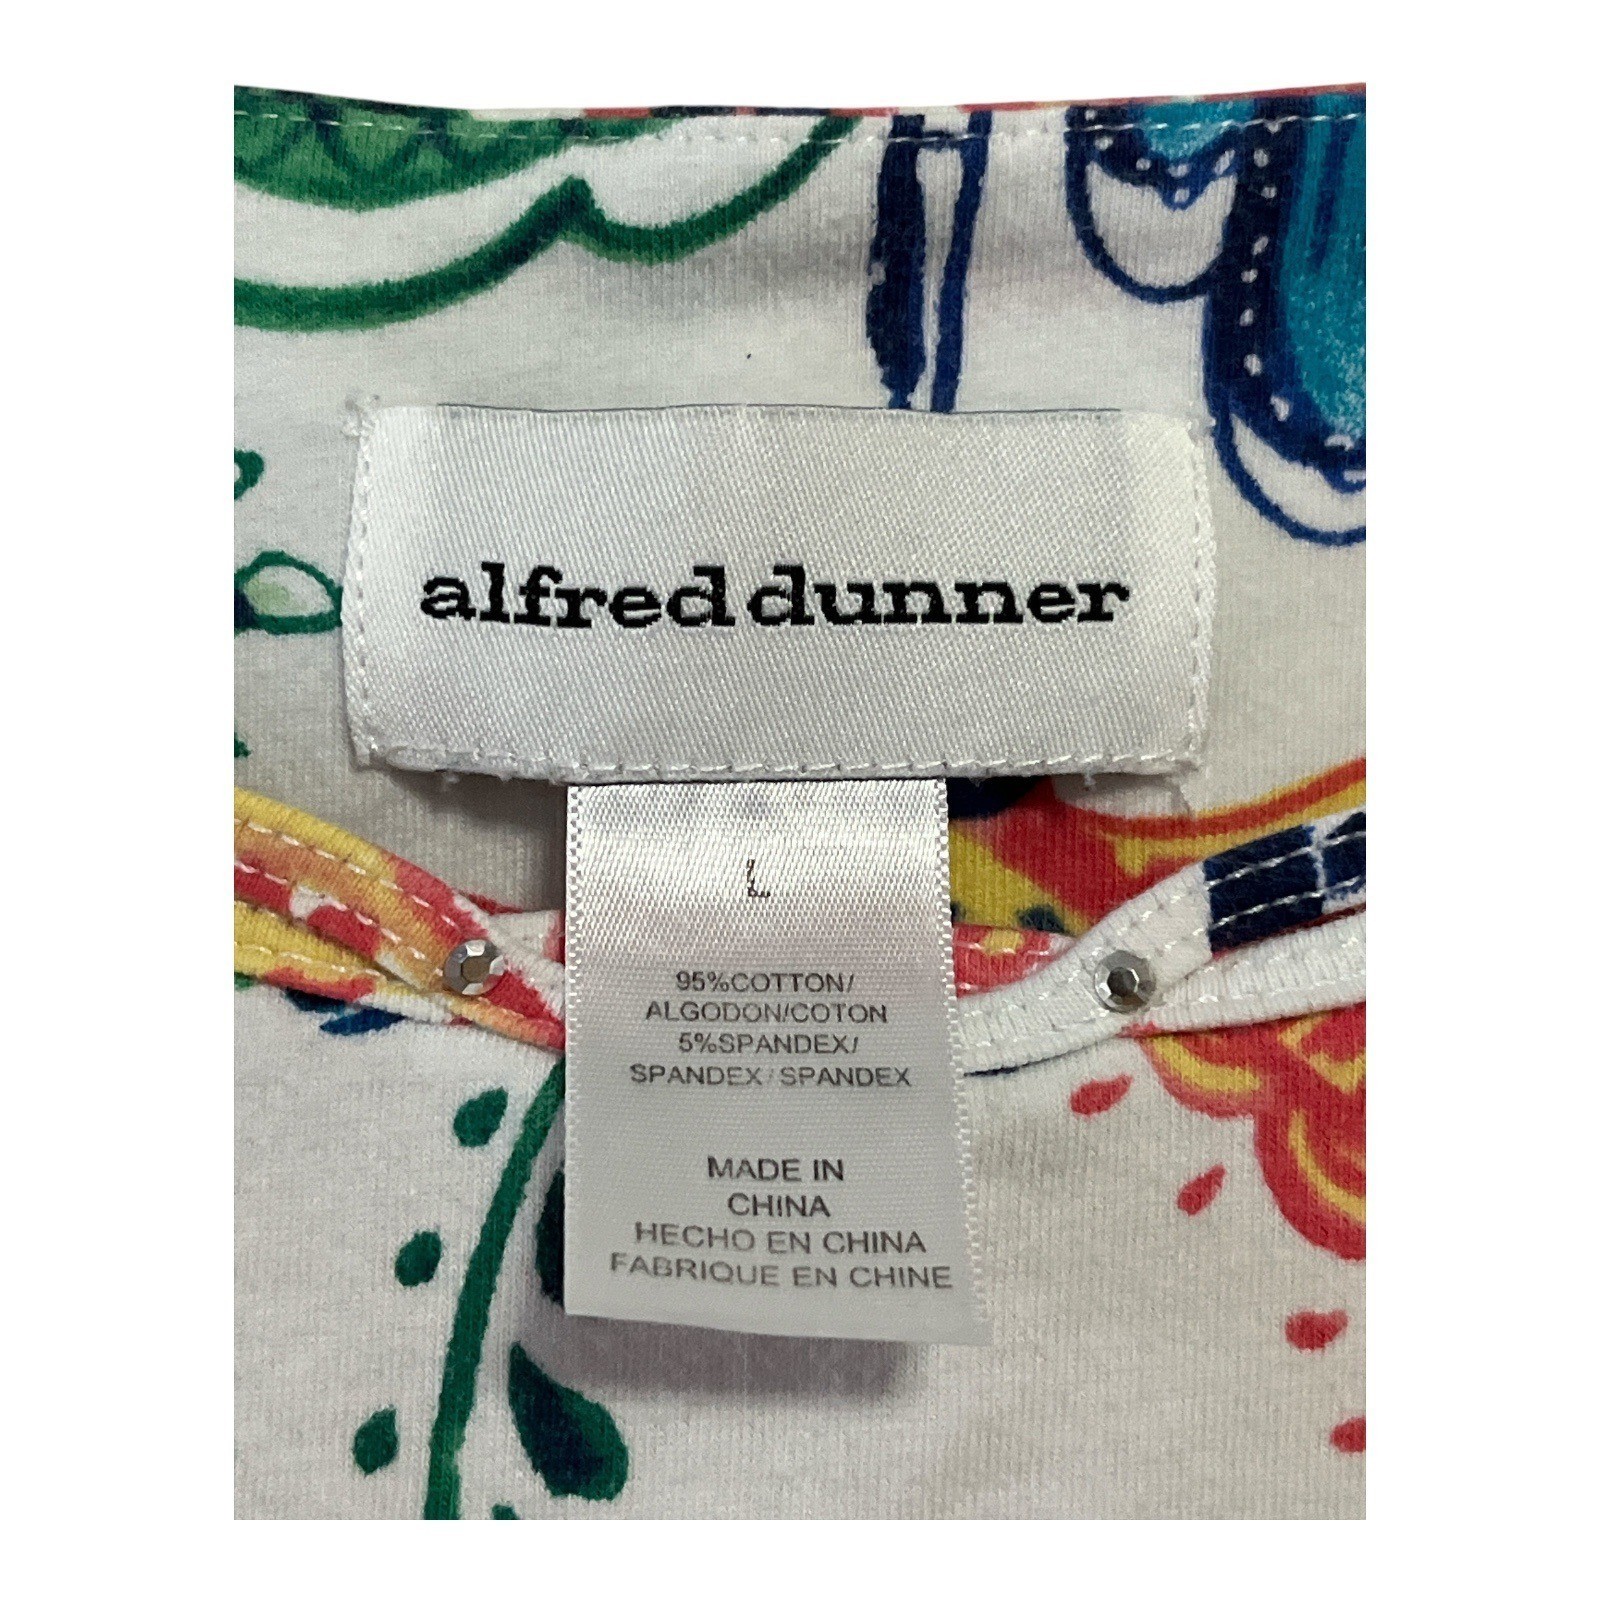 alfred dunner
L
95%COTTON/
ALGODON/COTON
5%SPANDEX/
SPANDEX/SPANDEX
MADE IN
CHINA
HECHO EN CHINA
FABRIQUE EN CHINE